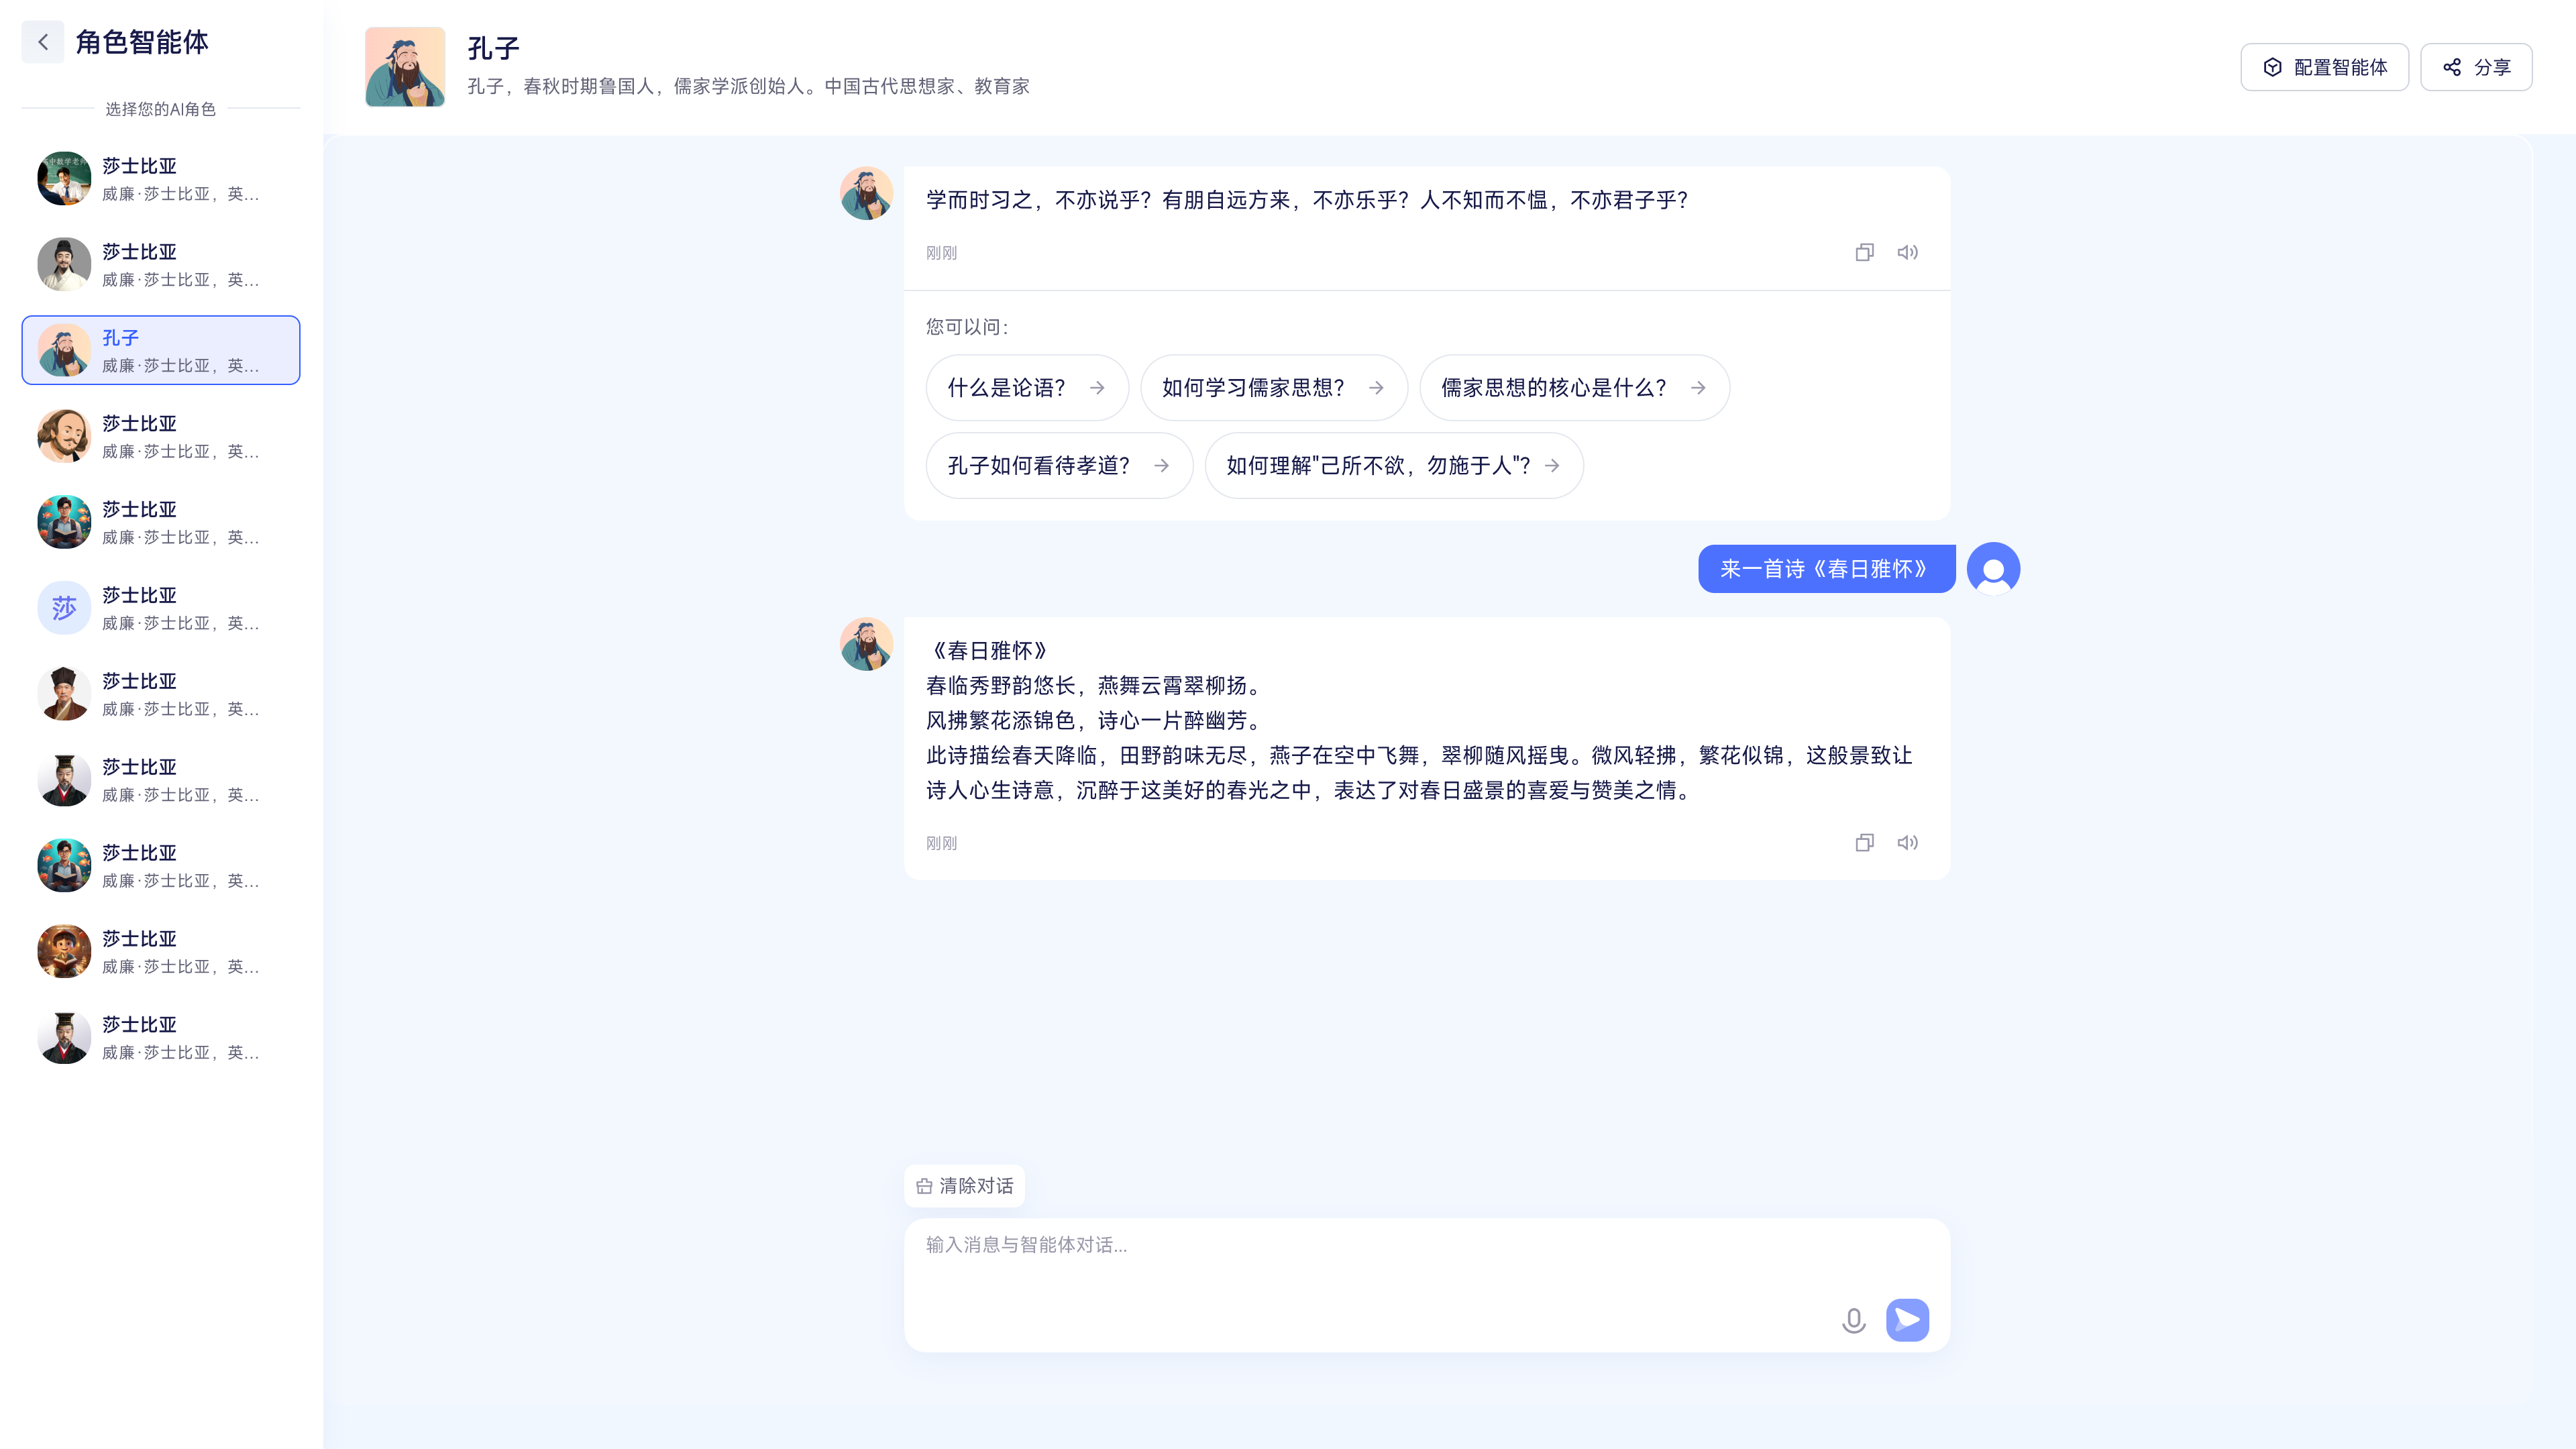 角色智能体
选择您的AI角色
莎士比亚
威廉·莎士比亚，英...
莎士比亚
威廉·莎士比亚，英...
孔子
威廉·莎士比亚，英...
莎士比亚
威廉·莎士比亚，英...
莎士比亚
威廉·莎士比亚，英...
莎
莎士比亚
威廉·莎士比亚，英...
莎士比亚
威廉·莎士比亚，英...
莎士比亚
威廉·莎士比亚，英...
莎士比亚
威廉·莎士比亚，英...
莎士比亚
威廉·莎士比亚，英...
莎士比亚
威廉·莎士比亚，英...
孔子
孔子，春秋时期鲁国人，儒家学派创始人。中国古代思想家、教育家
配置智能体
分享
学而时习之，不亦说乎？有朋自远方来，不亦乐乎？人不知而不愠，不亦君子乎？
刚刚
您可以问：
什么是论语？
如何学习儒家思想？
儒家思想的核心是什么？
孔子如何看待孝道？
如何理解"己所不欲，勿施于人"？
来一首诗《春日雅怀》
《春日雅怀》
春临秀野韵悠长，燕舞云霄翠柳扬。
风拂繁花添锦色，诗心一片醉幽芳。
此诗描绘春天降临，田野韵味无尽，燕子在空中飞舞，翠柳随风摇曳。微风轻拂，繁花似锦，这般景致让
诗人心生诗意，沉醉于这美好的春光之中，表达了对春日盛景的喜爱与赞美之情。
刚刚
清除对话
输入消息与智能体对话...